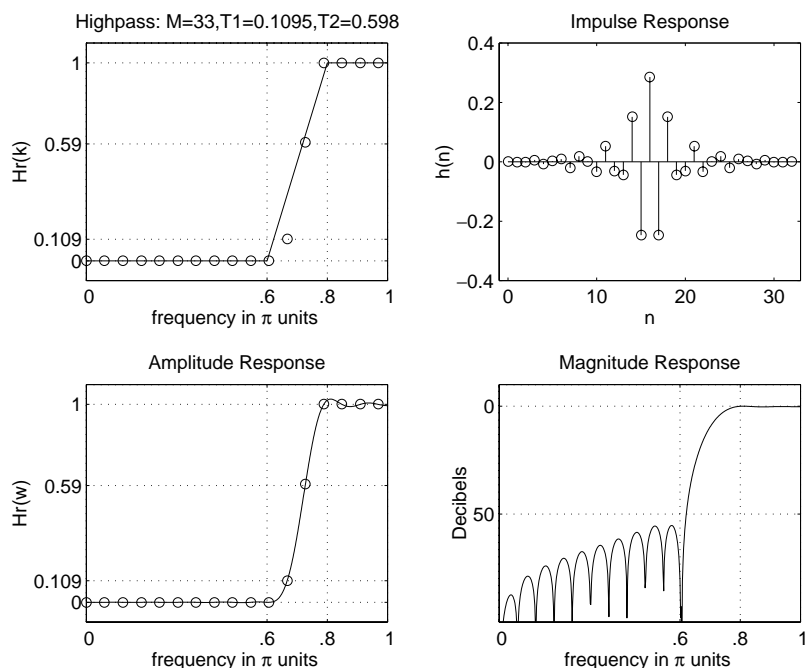 Highpass: M=33,T1=0.1095,T2=0.598
Hr(k)
1
0.59
0.109
0
0
.6
.8
1
frequency in π units
Impulse Response
h(n)
0.4
0.2
0
−0.2
−0.4
0
10
20
30
n
Amplitude Response
Hr(w)
1
0.59
0.109
0
0
.6
.8
1
frequency in π units
Magnitude Response
Decibels
0
50
0
.6
.8
1
frequency in π units